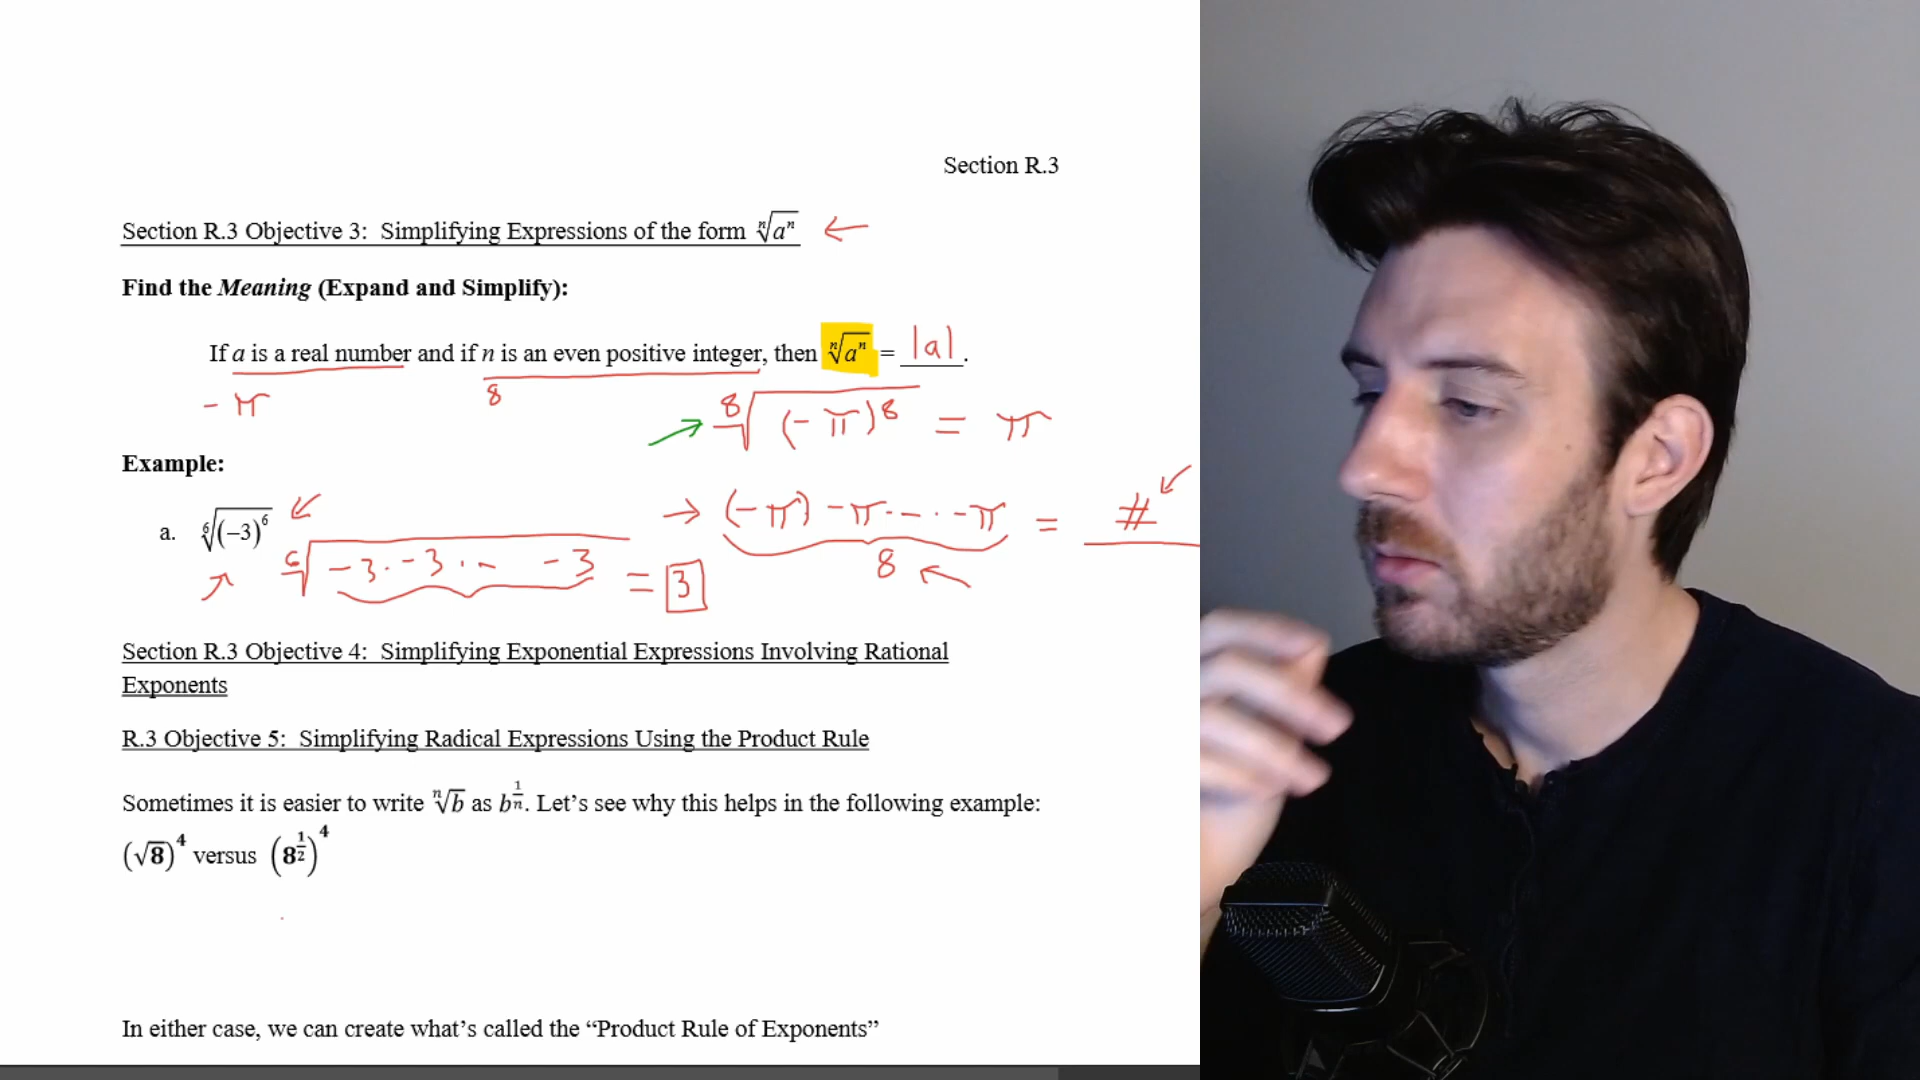 Section R.3
Section R.3 Objective 3: Simplifying Expressions of the form ⁿ√aⁿ ←
Find the Meaning (Expand and Simplify):
If a is a real number and if n is an even positive integer, then ⁿ√aⁿ = |a|.
-π 8 ⁸√(-π)⁸ = π
Example:
→ (-π) -π·-··-π = #
8
a. ⁶√(−3)⁶
⁶√-3·-3·- -3 = 3
Section R.3 Objective 4: Simplifying Exponential Expressions Involving Rational
Exponents
R.3 Objective 5: Simplifying Radical Expressions Using the Product Rule
Sometimes it is easier to write ⁿ√b as b^(1/n). Let’s see why this helps in the following example:
(√8)⁴ versus (8^(1/2))⁴
In either case, we can create what’s called the “Product Rule of Exponents”